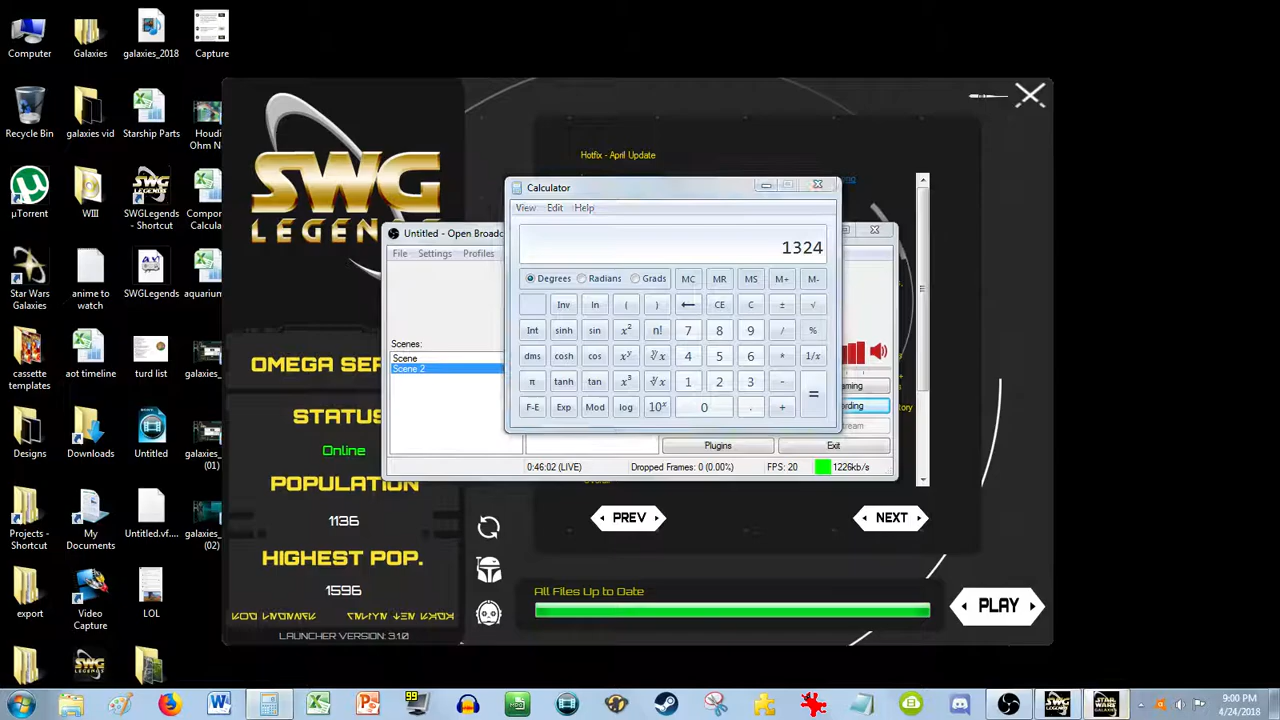 Computer
Galaxies
galaxies_2018
Capture
Recycle Bin
galaxies vid
Starship Parts
Houdi
Ohm N
µTorrent
WIII
SWGLegends
- Shortcut
Compor
Calcula
Star Wars
Galaxies
anime to
watch
SWGLegends
aquarium
cassette
templates
aot timeline
turd list
galaxies_
Designs
Downloads
Untitled
galaxies_
(01)
Projects -
Shortcut
My
Documents
Untitled.vf....
galaxies_
(02)
export
Video
Capture
LOL
SWG
LEGEN
OMEGA SER
STATUS
Online
POPULATION
1136
HIGHEST POP.
1596
LAUNCHER VERSION: 3.1.0
Hotfix - April Update
Untitled - Open Broadc
File Settings Profiles
Scenes:
Scene
Scene 2
Plugins
Exit
0:46:02 (LIVE)
Dropped Frames: 0 (0.00%)
FPS: 20
1226kb/s
Calculator
View Edit Help
1324
Degrees Radians Grads MC MR MS M+ M-
Inv ln ( ) ← CE C ± √
Int sinh sin x² n! 7 8 9 / %
dms cosh cos xʸ ʸ√x 4 5 6 * 1/x
π tanh tan x³ ³√x 1 2 3 - =
F-E Exp Mod log 10ˣ 0 . +
PREV
NEXT
All Files Up to Date
PLAY
99
9:00 PM
4/24/2018